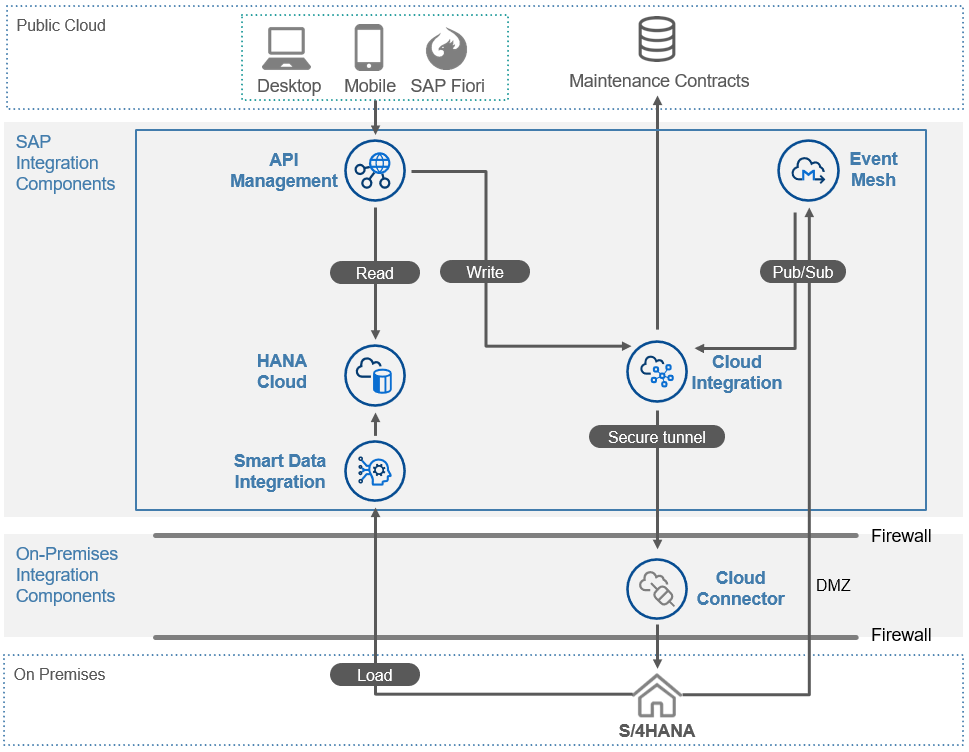 Public Cloud
Desktop
Mobile
SAP Fiori
Maintenance Contracts
SAP
Integration
Components
API
Management
Event
Mesh
Read
Write
Pub/Sub
HANA
Cloud
Cloud
Integration
Secure tunnel
Smart Data
Integration
Firewall
On-Premises
Integration
Components
Cloud
Connector
DMZ
Firewall
On Premises
Load
S/4HANA